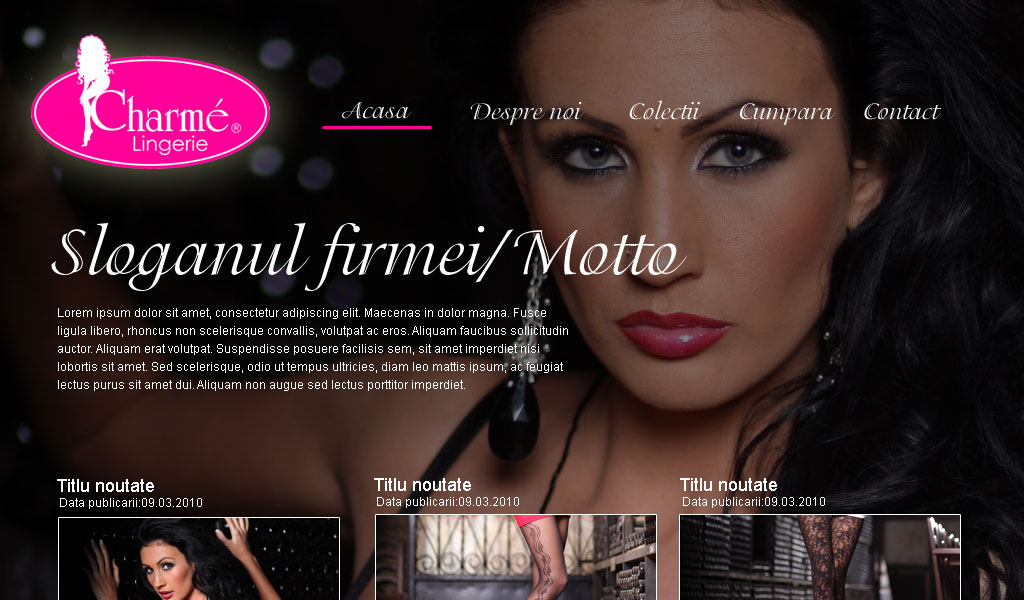 Charmé®
Lingerie
Acasa
Despre noi
Colectii
Cumpara
Contact
Sloganul firmei/Motto
Lorem ipsum dolor sit amet, consectetur adipiscing elit. Maecenas in dolor magna. Fusce
ligula libero, rhoncus non scelerisque convallis, volutpat ac eros. Aliquam faucibus sollicitudin
auctor. Aliquam erat volutpat. Suspendisse posuere facilisis sem, sit amet imperdiet nisi
lobortis sit amet. Sed scelerisque, odio ut tempus ultricies, diam leo mattis ipsum, ac feugiat
lectus purus sit amet dui. Aliquam non augue sed lectus porttitor imperdiet.
Titlu noutate
Data publicarii:09.03.2010
Titlu noutate
Data publicarii:09.03.2010
Titlu noutate
Data publicarii:09.03.2010